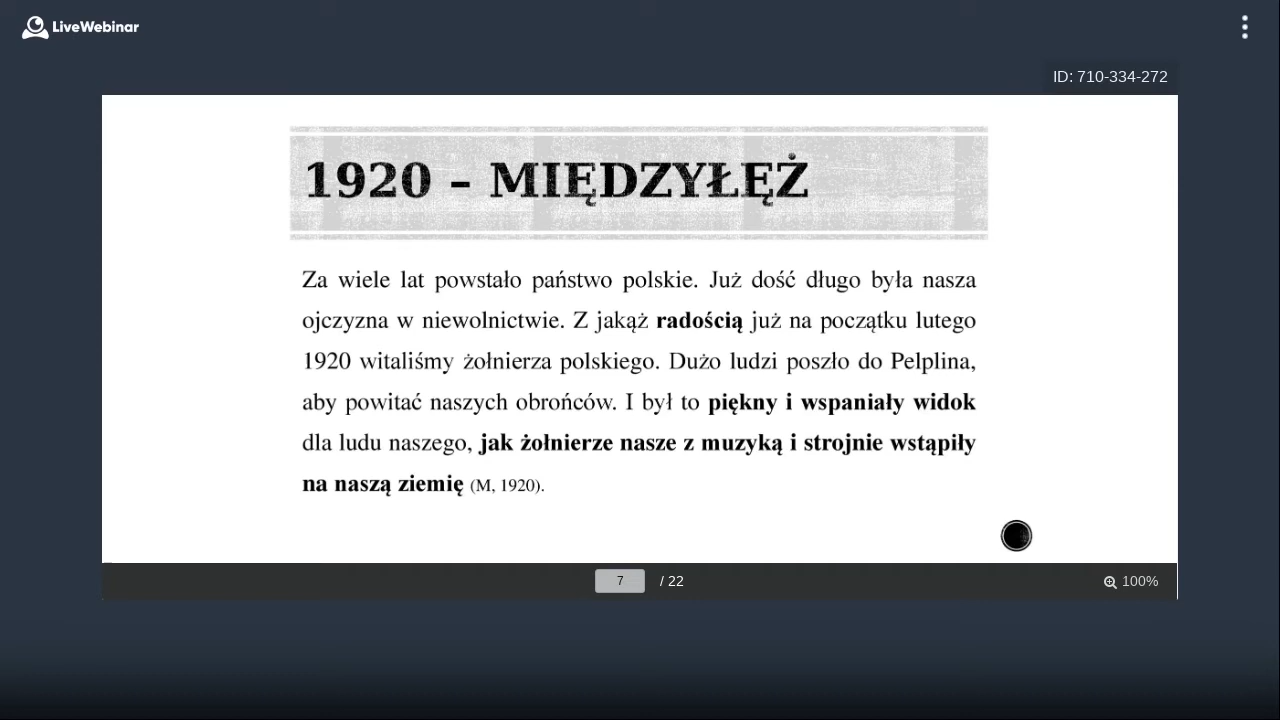 LiveWebinar
ID: 710-334-272
1920 – MIĘDZYŁĘŻ
Za wiele lat powstało państwo polskie. Już dość długo była nasza
ojczyzna w niewolnictwie. Z jakąż radością już na początku lutego
1920 witaliśmy żołnierza polskiego. Dużo ludzi poszło do Pelplina,
aby powitać naszych obrońców. I był to piękny i wspaniały widok
dla ludu naszego, jak żołnierze nasze z muzyką i strojnie wstąpiły
na naszą ziemię (M, 1920).
7 / 22
100%